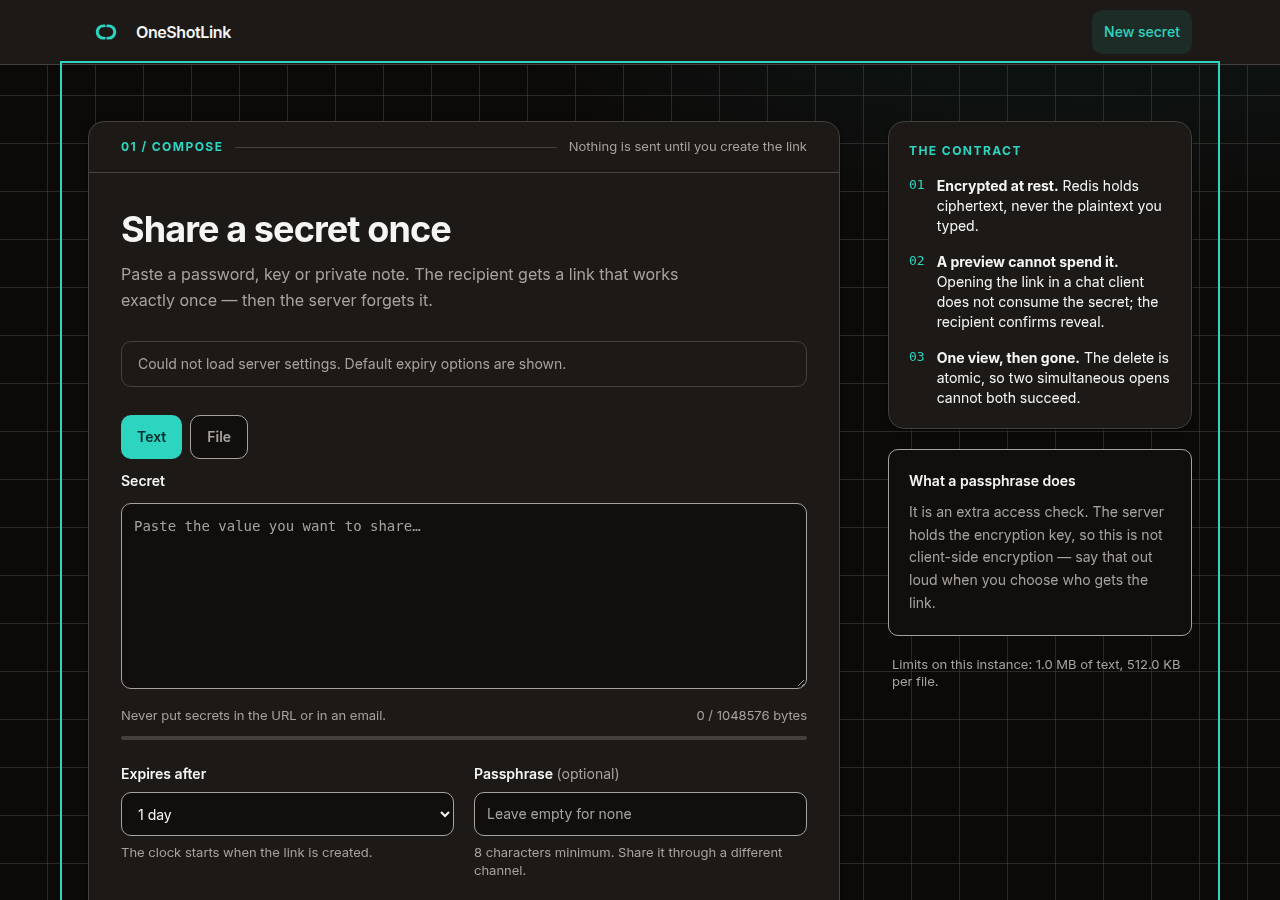 OneShotLink
New secret
01 / COMPOSE
Nothing is sent until you create the link
Share a secret once
Paste a password, key or private note. The recipient gets a link that works
exactly once — then the server forgets it.
Could not load server settings. Default expiry options are shown.
Text
File
Secret
Paste the value you want to share…
Never put secrets in the URL or in an email.
0 / 1048576 bytes
Expires after
1 day
The clock starts when the link is created.
Passphrase (optional)
Leave empty for none
8 characters minimum. Share it through a different
channel.
THE CONTRACT
01 Encrypted at rest. Redis holds
ciphertext, never the plaintext you
typed.
02 A preview cannot spend it.
Opening the link in a chat client
does not consume the secret; the
recipient confirms reveal.
03 One view, then gone. The delete is
atomic, so two simultaneous opens
cannot both succeed.
What a passphrase does
It is an extra access check. The server
holds the encryption key, so this is not
client-side encryption — say that out
loud when you choose who gets the
link.
Limits on this instance: 1.0 MB of text, 512.0 KB
per file.